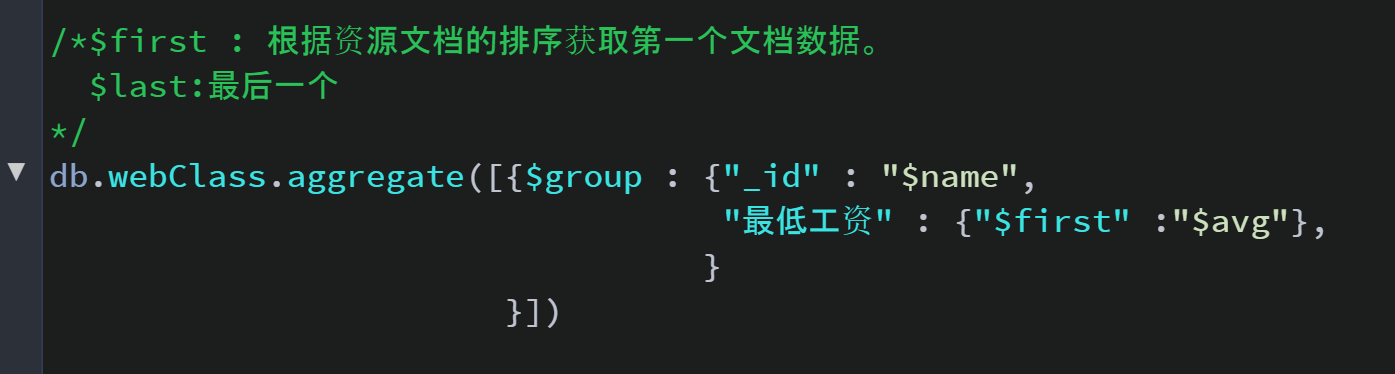 /*$first : 根据资源文档的排序获取第一个文档数据。
$last:最后一个
*/
db.webClass.aggregate([{$group : {"_id" : "$name",
"最低工资" : {"$first" :"$avg"},
}
}])